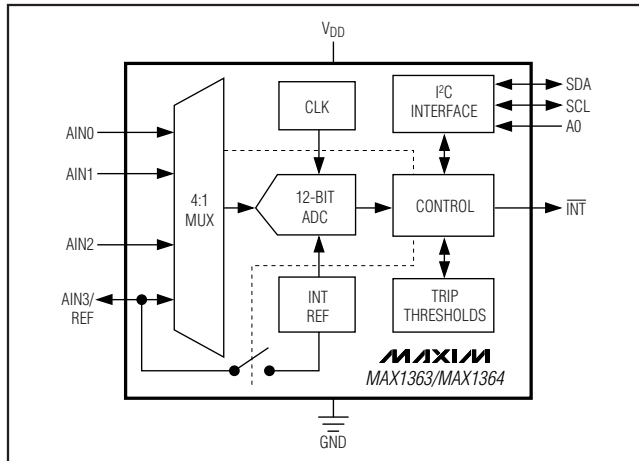 VDD
CLK
I²C
INTERFACE
SDA
SCL
A0
AIN0
AIN1
4:1
MUX
12-BIT
ADC
CONTROL
INT
AIN2
AIN3/
REF
INT
REF
TRIP
THRESHOLDS
MAXIM
MAX1363/MAX1364
GND